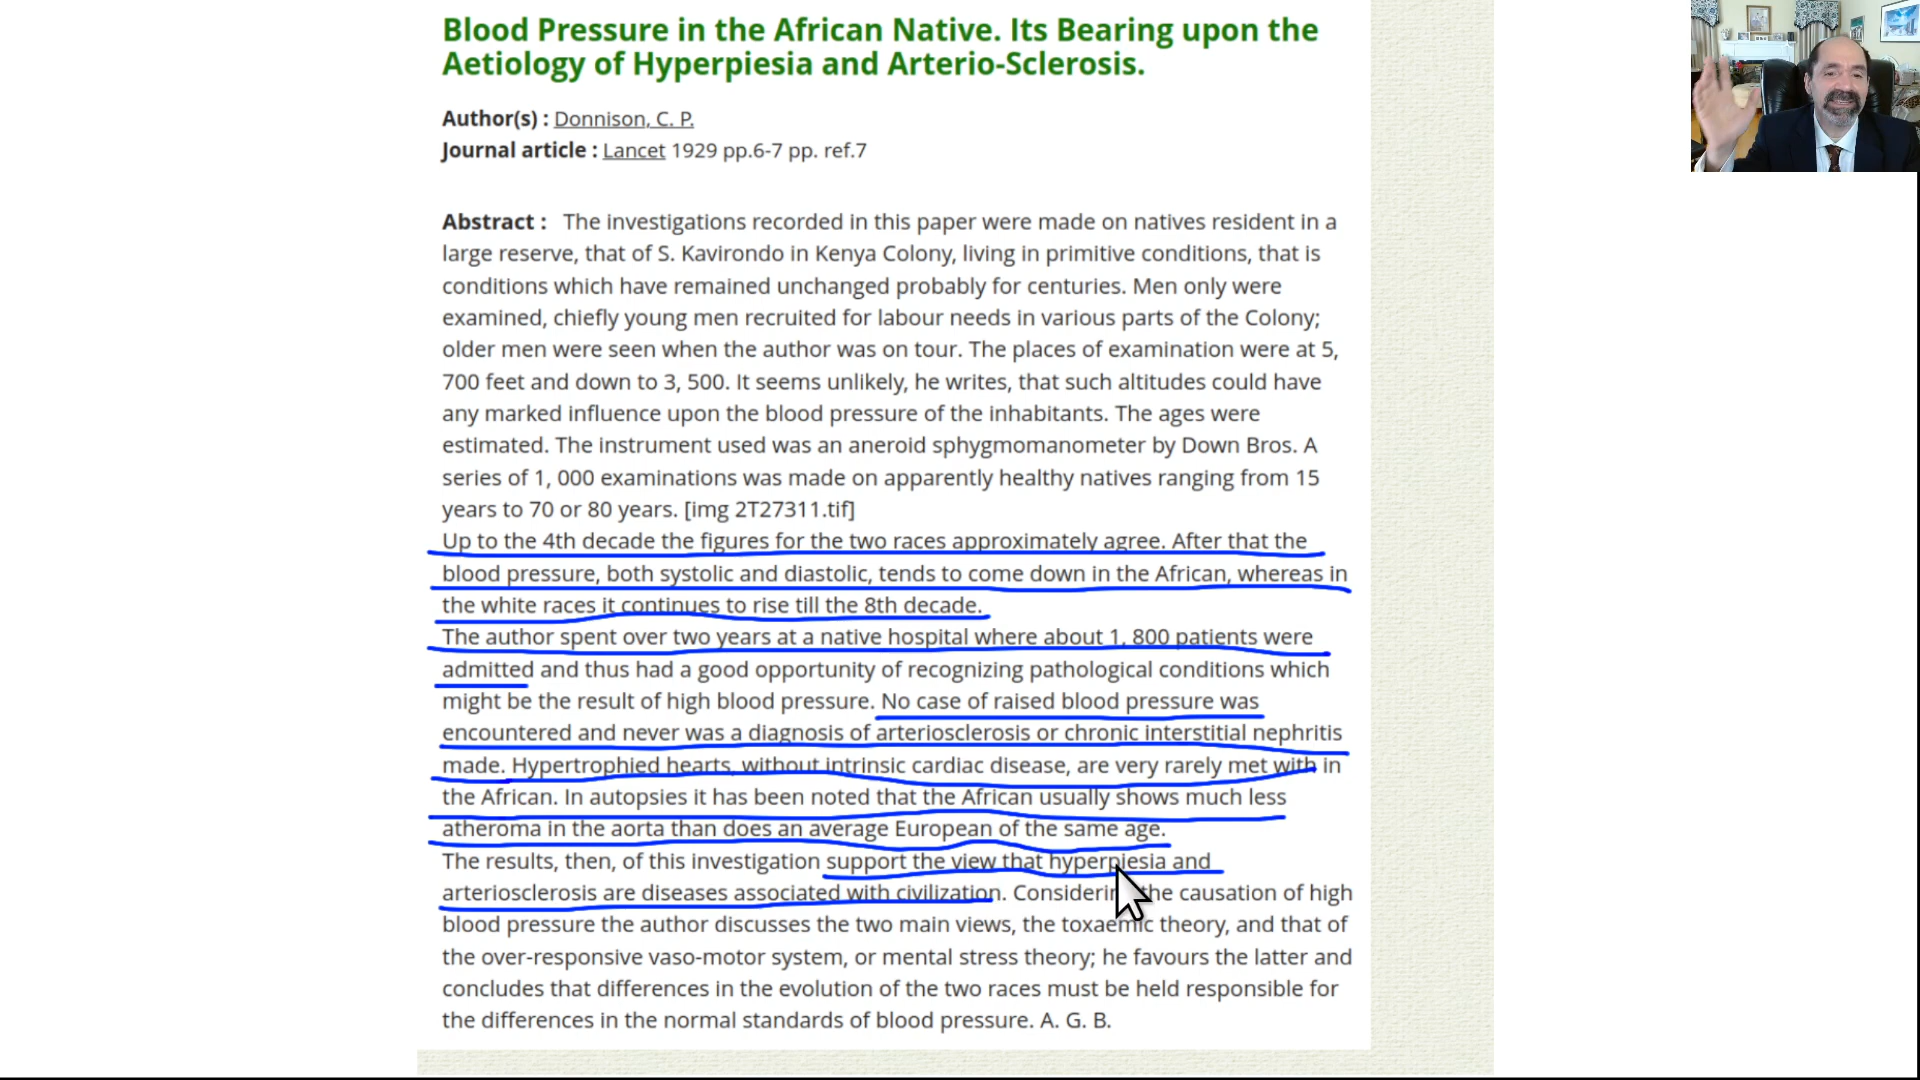 Blood Pressure in the African Native. Its Bearing upon the
Aetiology of Hyperpiesia and Arterio-Sclerosis.
Author(s) : Donnison, C. P.
Journal article : Lancet 1929 pp.6-7 pp. ref.7
Abstract : The investigations recorded in this paper were made on natives resident in a
large reserve, that of S. Kavirondo in Kenya Colony, living in primitive conditions, that is
conditions which have remained unchanged probably for centuries. Men only were
examined, chiefly young men recruited for labour needs in various parts of the Colony;
older men were seen when the author was on tour. The places of examination were at 5,
700 feet and down to 3, 500. It seems unlikely, he writes, that such altitudes could have
any marked influence upon the blood pressure of the inhabitants. The ages were
estimated. The instrument used was an aneroid sphygmomanometer by Down Bros. A
series of 1, 000 examinations was made on apparently healthy natives ranging from 15
years to 70 or 80 years. [img 2T27311.tif]
Up to the 4th decade the figures for the two races approximately agree. After that the
blood pressure, both systolic and diastolic, tends to come down in the African, whereas in
the white races it continues to rise till the 8th decade.
The author spent over two years at a native hospital where about 1, 800 patients were
admitted and thus had a good opportunity of recognizing pathological conditions which
might be the result of high blood pressure. No case of raised blood pressure was
encountered and never was a diagnosis of arteriosclerosis or chronic interstitial nephritis
made. Hypertrophied hearts, without intrinsic cardiac disease, are very rarely met with in
the African. In autopsies it has been noted that the African usually shows much less
atheroma in the aorta than does an average European of the same age.
The results, then, of this investigation support the view that hyperpiesia and
arteriosclerosis are diseases associated with civilization. Considering the causation of high
blood pressure the author discusses the two main views, the toxaemic theory, and that of
the over-responsive vaso-motor system, or mental stress theory; he favours the latter and
concludes that differences in the evolution of the two races must be held responsible for
the differences in the normal standards of blood pressure. A. G. B.